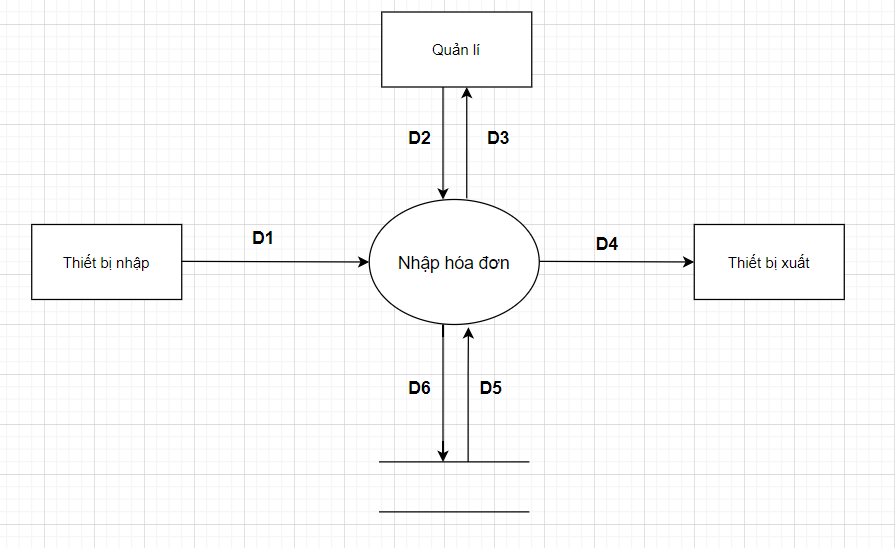 Quản lí
D2
D3
D1
D4
Thiết bị nhập
Nhập hóa đơn
Thiết bị xuất
D6
D5